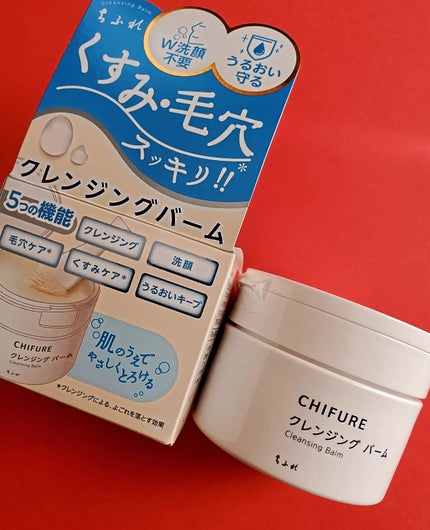 Cleansing Balm
ちふれ
W洗顔
不要
うるおい
守る
くすみ・毛穴
スッキリ!!*
クレンジングバーム
5つの機能
クレンジング
洗顔
毛穴ケア*
くすみケア*
うるおいキープ
CHIFURE
クレンジング バーム
Cleansing Balm
ちふれ
肌のうえで
やさしくとろける
*クレンジングによる、よごれを落とす効果
CHIFURE
クレンジング バーム
Cleansing Balm
ちふれ